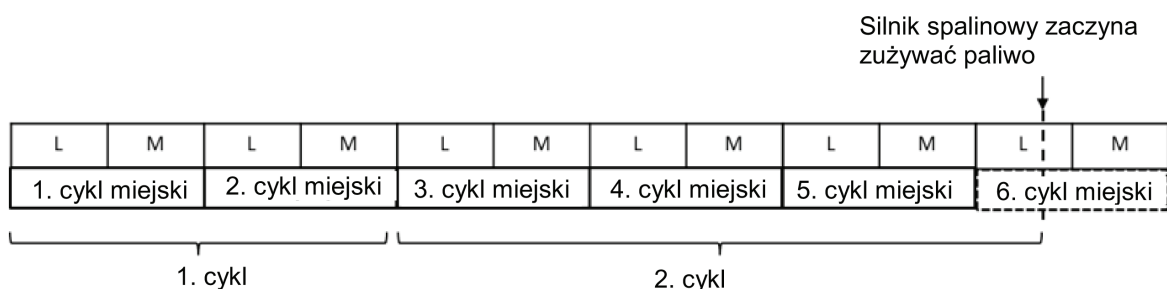 Silnik spalinowy zaczyna
zużywać paliwo
L M L M L M L M L M L M
1. cykl miejski 2. cykl miejski 3. cykl miejski 4. cykl miejski 5. cykl miejski 6. cykl miejski
1. cykl 2. cykl